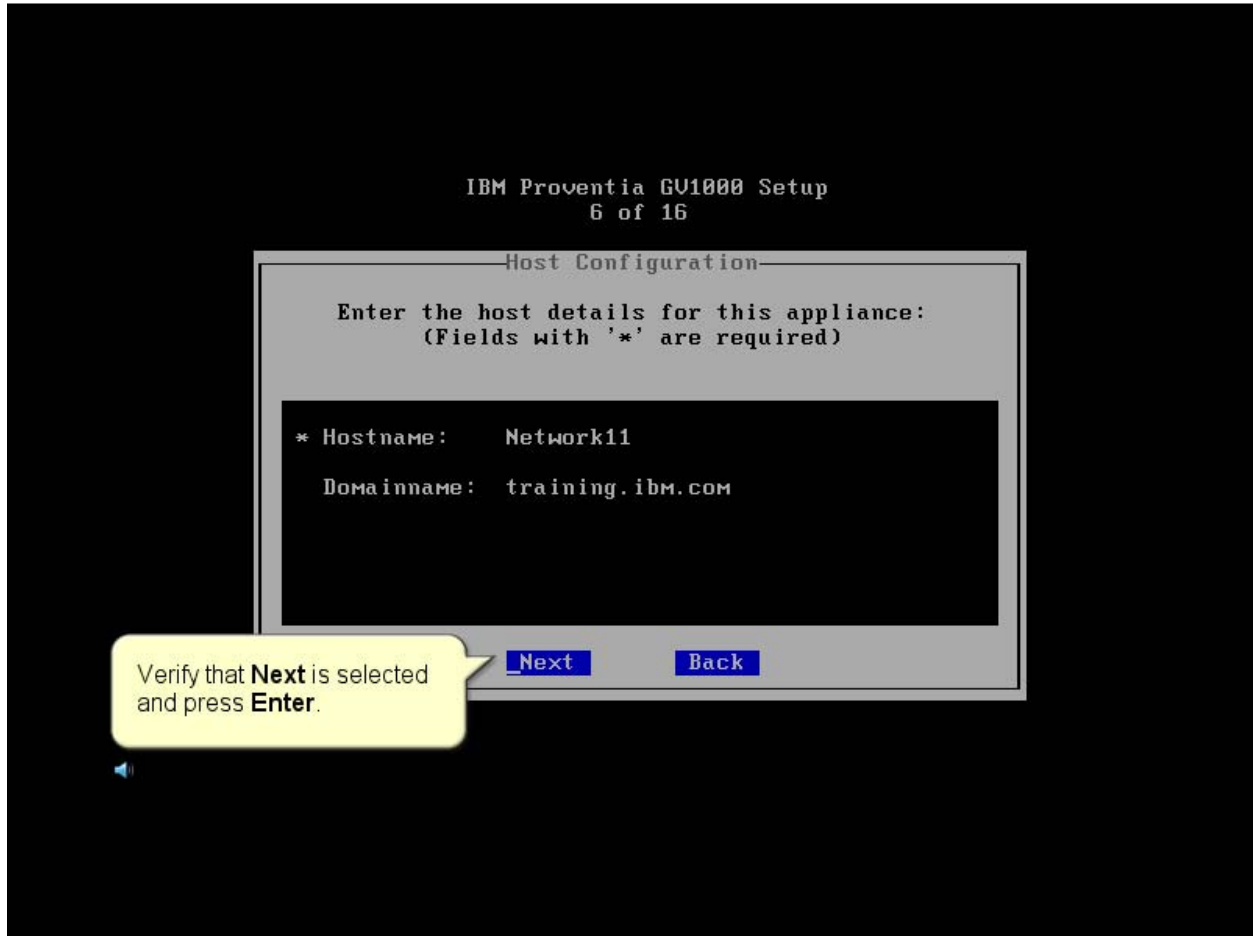 IBM Proventia GV1000 Setup
6 of 16
Host Configuration
Enter the host details for this appliance:
(Fields with '*' are required)
* Hostname: Network11
Domainname: training.ibm.com
Next Back
Verify that Next is selected
and press Enter.